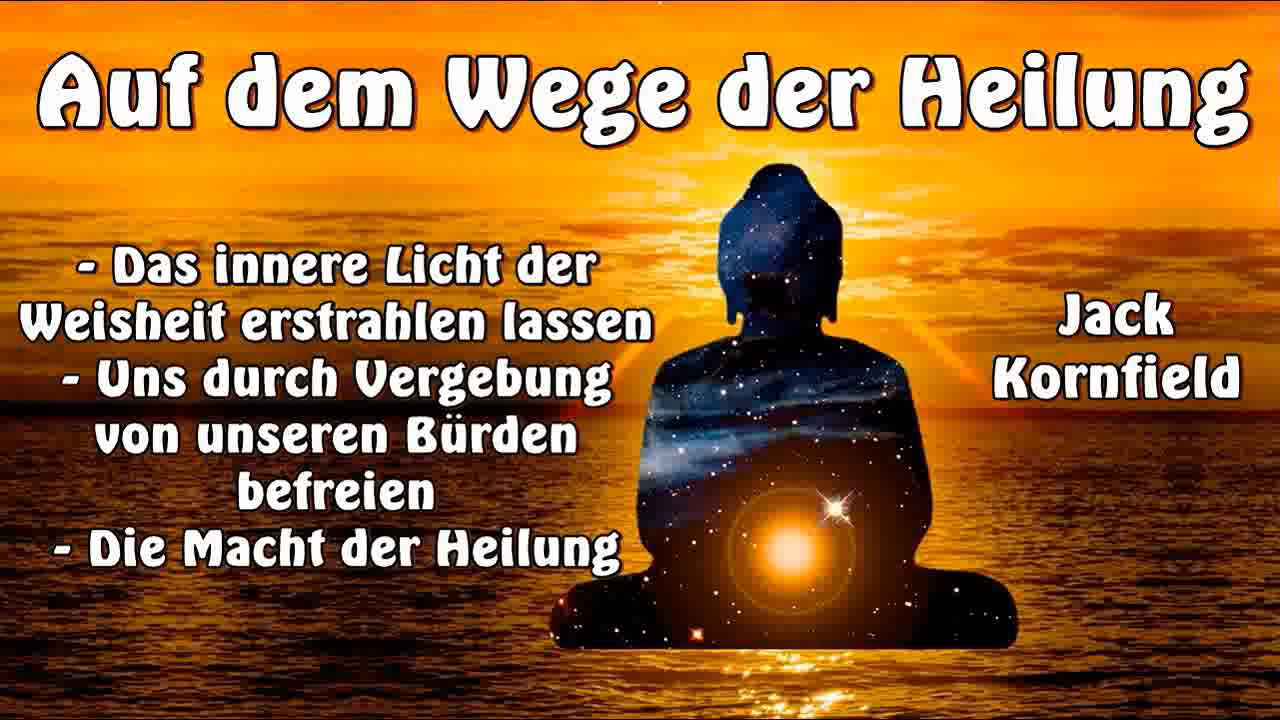 Auf dem Wege der Heilung
- Das innere Licht der
Weisheit erstrahlen lassen
- Uns durch Vergebung
von unseren Bürden
befreien
- Die Macht der Heilung
Jack
Kornfield